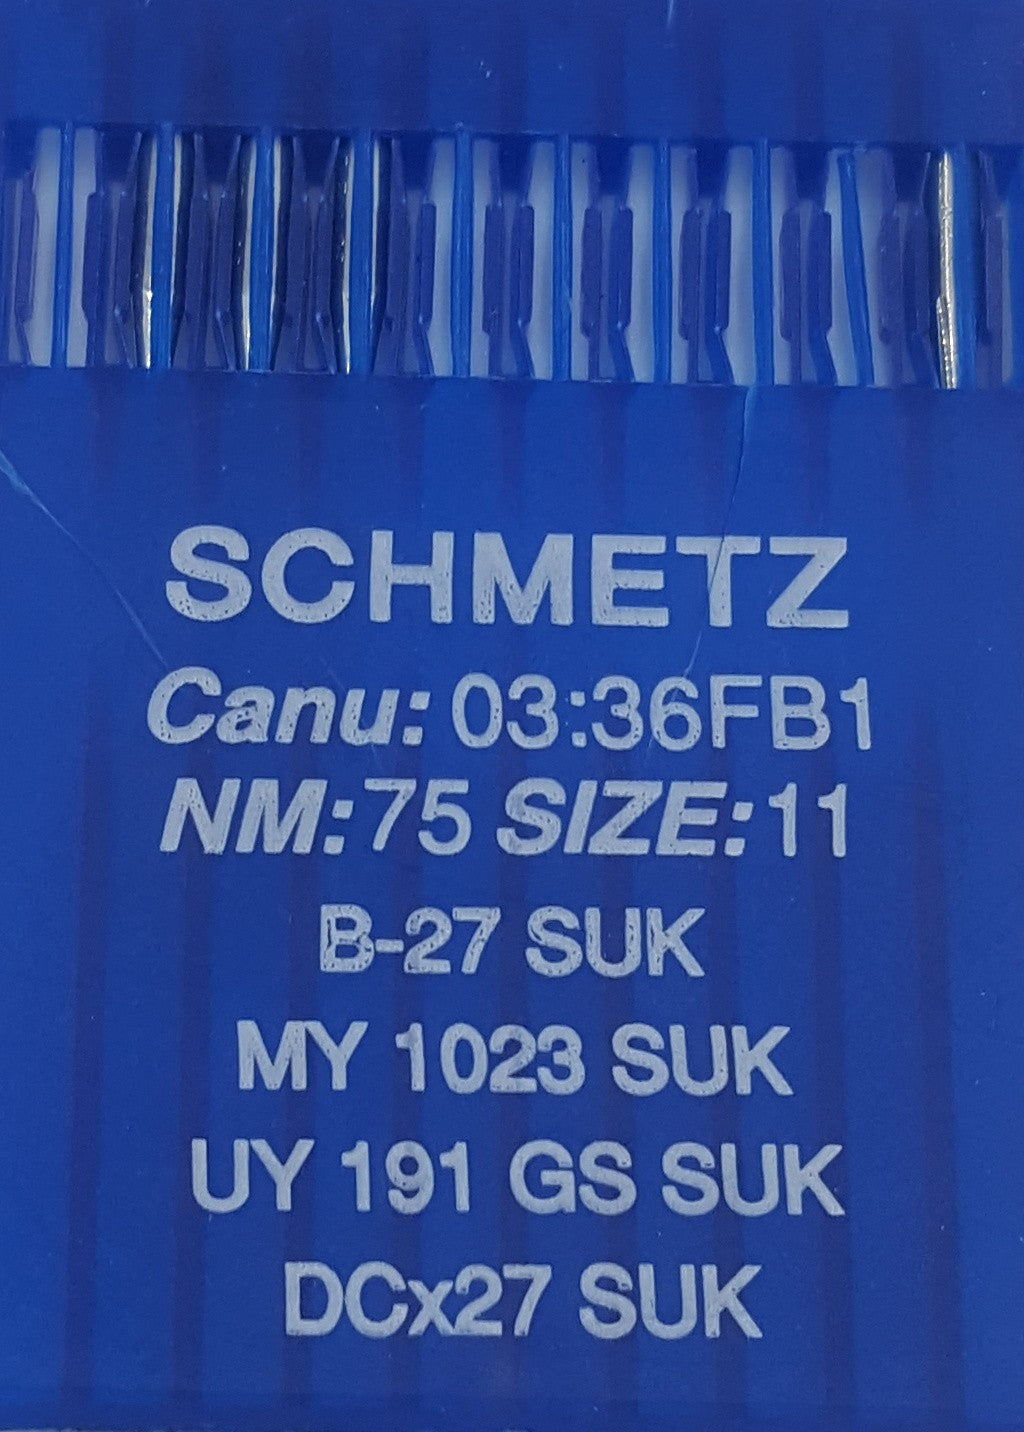 SCHMETZ
Canu: 03:36FB1
NM:75 SIZE:11
B-27 SUK
MY 1023 SUK
UY 191 GS SUK
DCx27 SUK